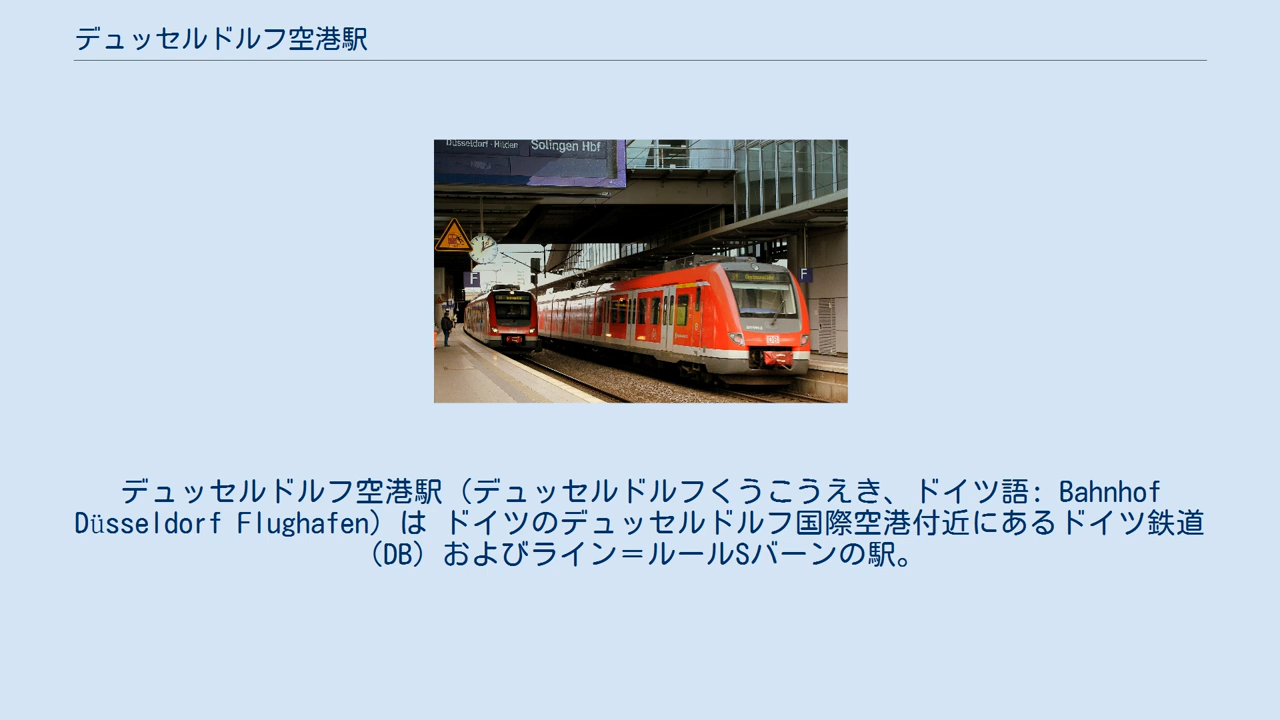 デュッセルドルフ空港駅
Düsseldorf - Hilden Solingen Hbf
F
F
DB
デュッセルドルフ空港駅（デュッセルドルフくうこうえき、ドイツ語: Bahnhof
Düsseldorf Flughafen）は ドイツのデュッセルドルフ国際空港付近にあるドイツ鉄道
（DB）およびライン＝ルールSバーンの駅。